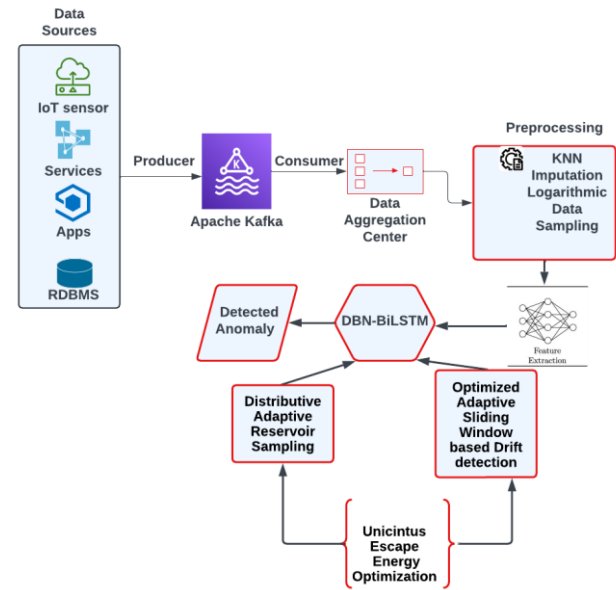 Data
Sources
IoT sensor
Services
Apps
RDBMS
Producer
K
Apache Kafka
Consumer
Data
Aggregation
Center
Preprocessing
KNN
Imputation
Logarithmic
Data
Sampling
Feature
Extraction
DBN-BiLSTM
Detected
Anomaly
Distributive
Adaptive
Reservoir
Sampling
Optimized
Adaptive
Sliding
Window
based Drift
detection
Unicintus
Escape
Energy
Optimization